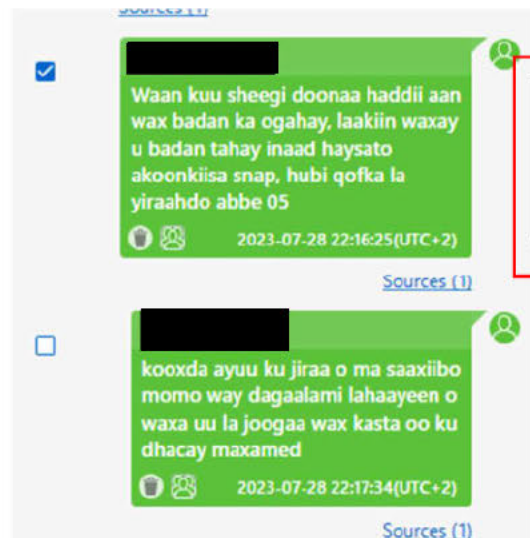 Sources (1)
Waan kuu sheegi doonaa haddii aan
wax badan ka ogahay, laakiin waxay
u badan tahay inaad haysato
akoonkiisa snap, hubi qofka la
yiraahdo abbe 05
2023-07-28 22:16:25(UTC+2)
Sources (1)
kooxda ayuu ku jiraa o ma saaxiibo
momo way dagaalami lahaayeen o
waxa uu la joogaa wax kasta oo ku
dhacay maxamed
2023-07-28 22:17:34(UTC+2)
Sources (1)